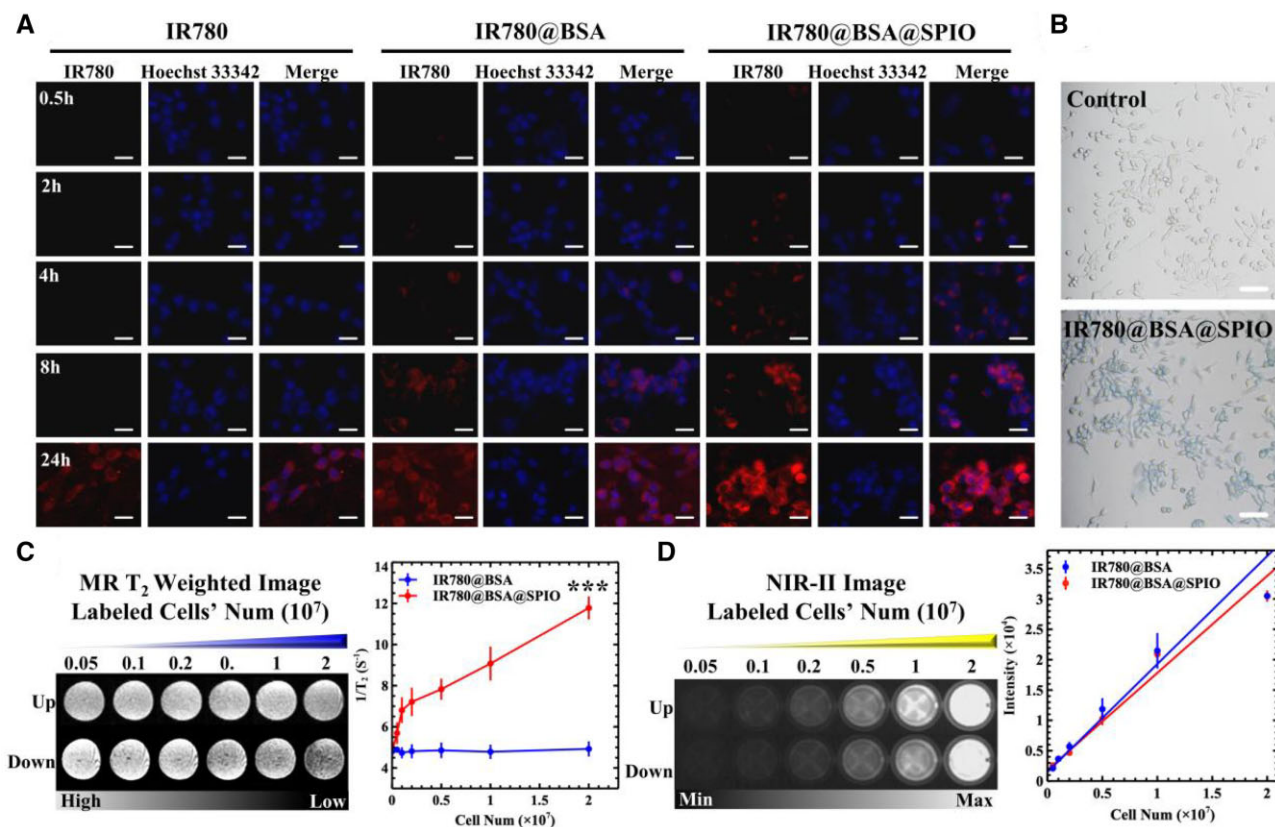 A
IR780 IR780@BSA IR780@BSA@SPIO
IR780 Hoechst 33342 Merge IR780 Hoechst 33342 Merge IR780 Hoechst 33342 Merge
0.5h
2h
4h
8h
24h
B
Control
IR780@BSA@SPIO
C
MR T2 Weighted Image
Labeled Cells' Num (10⁷)
0.05 0.1 0.2 0. 1 2
Up
Down
High Low
IR780@BSA
IR780@BSA@SPIO
***
1/T2 (S⁻¹)
12
10
8
6
4
2
0
0 0.5 1 1.5 2
Cell Num (×10⁷)
D
NIR-II Image
Labeled Cells' Num (10⁷)
0.05 0.1 0.2 0.5 1 2
Up
Down
Min Max
IR780@BSA
IR780@BSA@SPIO
Intensity (×10⁴)
3.5
3
2.5
2
1.5
1
0.5
0
0 0.5 1 1.5 2
Cell Num (×10⁷)